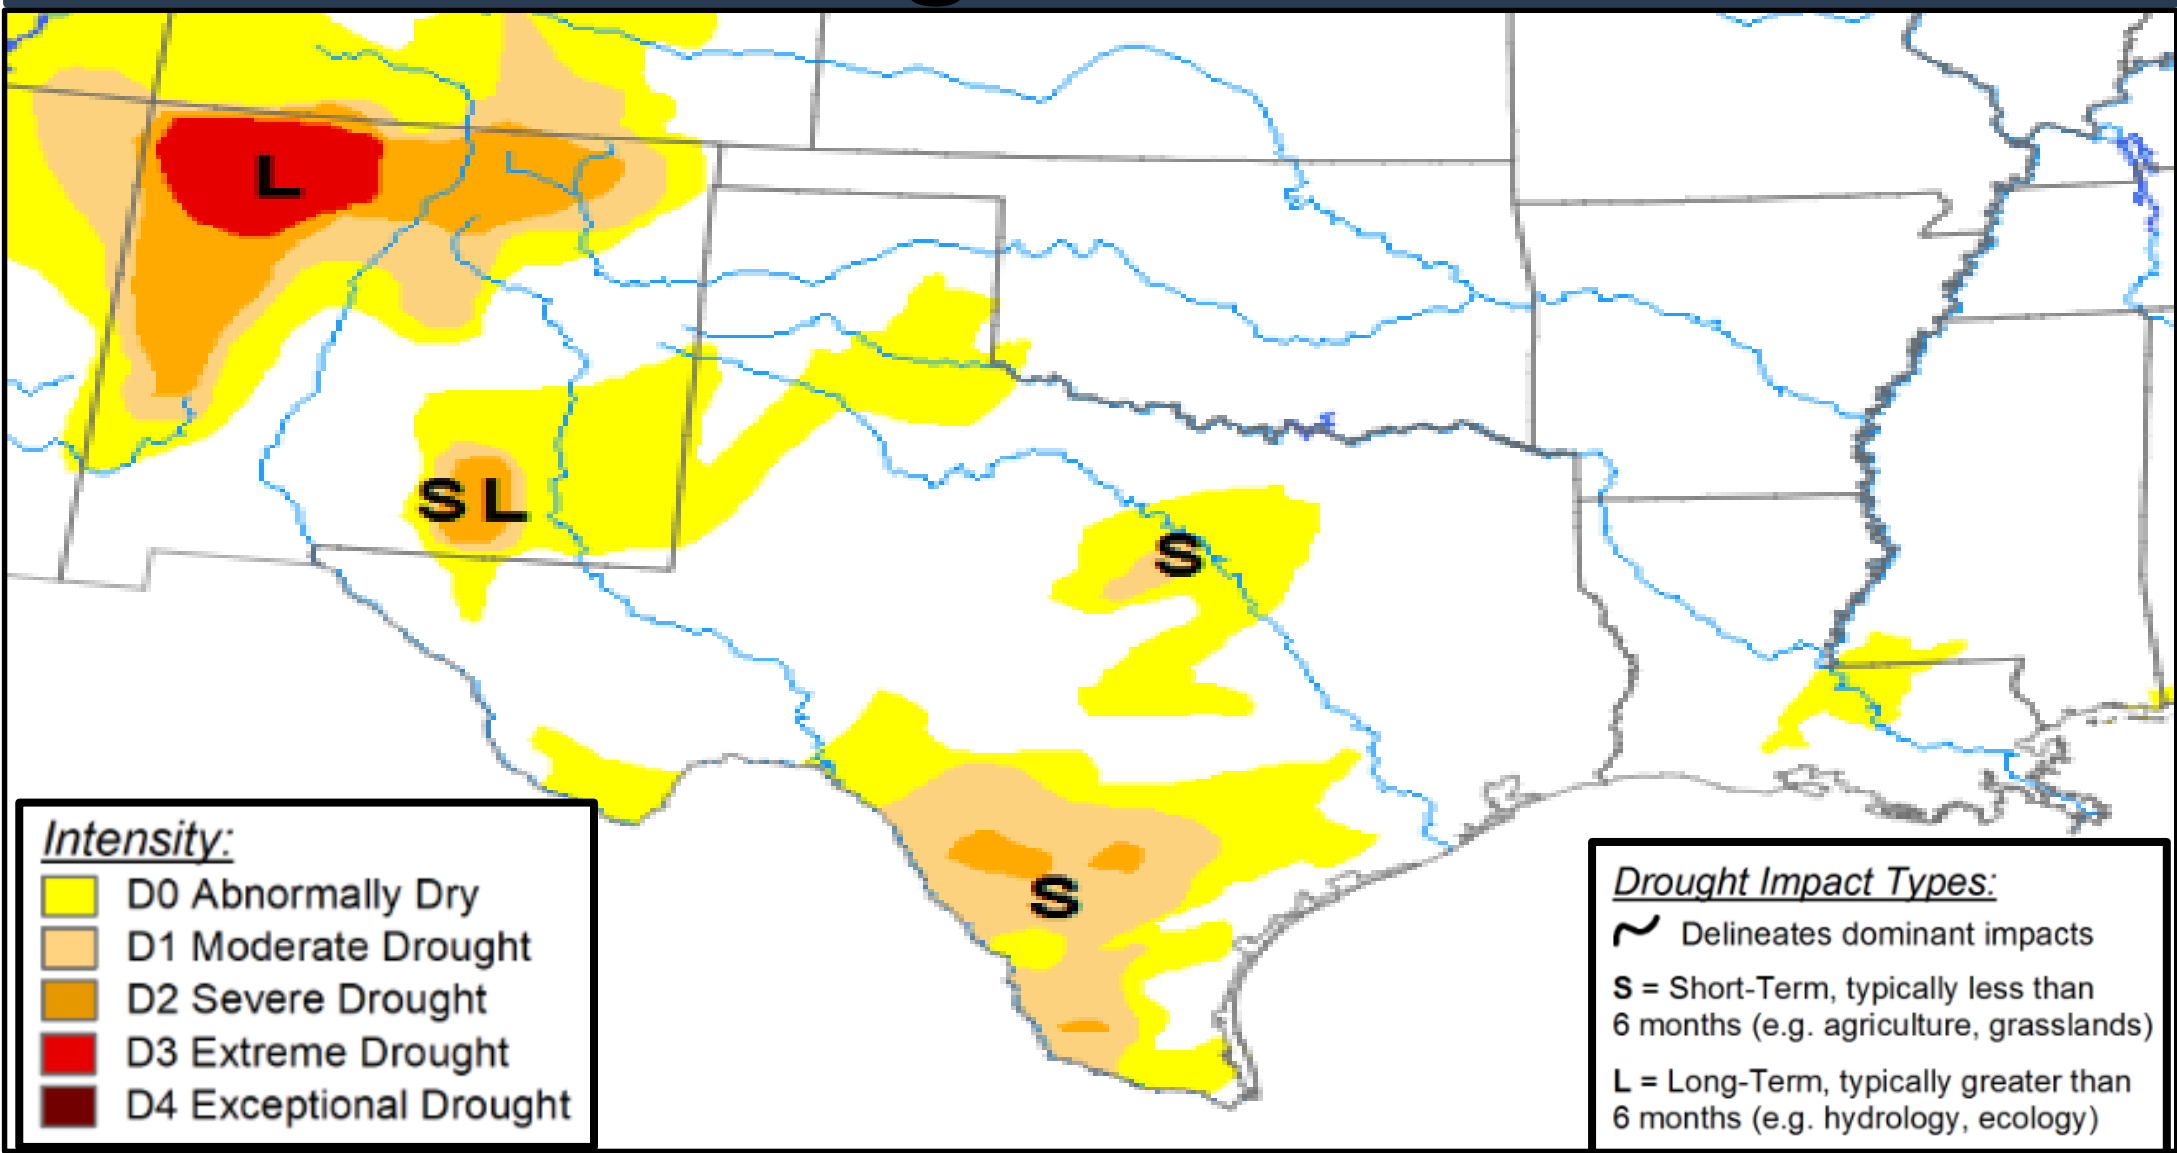 L
S L
S
S
Intensity:
D0 Abnormally Dry
D1 Moderate Drought
D2 Severe Drought
D3 Extreme Drought
D4 Exceptional Drought
Drought Impact Types:
Delineates dominant impacts
S = Short-Term, typically less than
6 months (e.g. agriculture, grasslands)
L = Long-Term, typically greater than
6 months (e.g. hydrology, ecology)